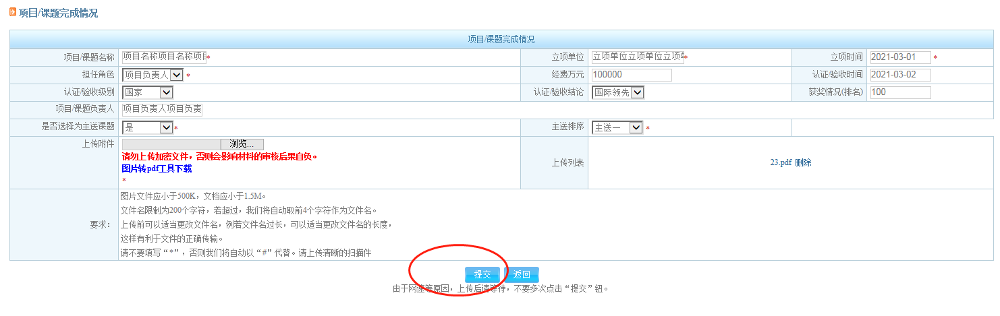 项目/课题完成情况
项目/课题完成情况
项目/课题名称 项目名称项目名称项目* 立项单位 立项单位立项单位立项单* 立项时间 2021-03-01 *
担任角色 项目负责人 * 经费万元 100000 认证/验收时间 2021-03-02
认证/验收级别 国家 认证/验收结论 国际领先 获奖情况(排名) 100
项目/课题负责人 项目负责人项目负责
是否选择为主送课题 是 * 主送排序 主送一 *
上传附件 浏览...
请勿上传加密文件，否则会影响材料的审核后果自负。
图片转pdf工具下载
*
上传列表 23.pdf 删除
要求：
图片文件应小于500K，文档应小于1.5M。
文件名限制为200个字符，若超过，我们将自动取前4个字符作为文件名。
上传前可以适当更改文件名，例若文件名过长，可以适当更改文件名的长度，
这样有利于文件的正确传输。
请不要填写“*”，否则我们将自动以“#”代替。请上传清晰的扫描件
提交 返回
由于网速等原因，上传后请等待，不要多次点击“提交”钮。